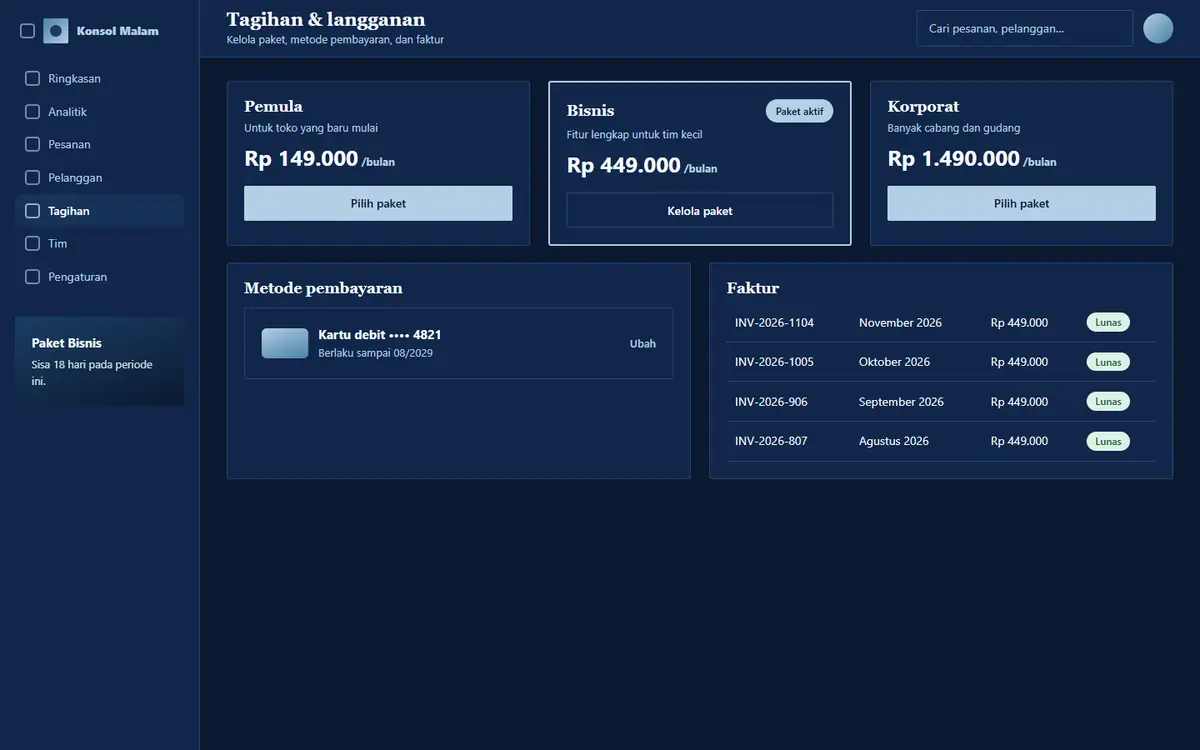 Konsol Malam
Ringkasan
Analitik
Pesanan
Pelanggan
Tagihan
Tim
Pengaturan
Paket Bisnis
Sisa 18 hari pada periode
ini.
Tagihan & langganan
Kelola paket, metode pembayaran, dan faktur
Cari pesanan, pelanggan...
Pemula
Untuk toko yang baru mulai
Rp 149.000 /bulan
Pilih paket
Bisnis
Paket aktif
Fitur lengkap untuk tim kecil
Rp 449.000 /bulan
Kelola paket
Korporat
Banyak cabang dan gudang
Rp 1.490.000 /bulan
Pilih paket
Metode pembayaran
Kartu debit •••• 4821
Berlaku sampai 08/2029
Ubah
Faktur
INV-2026-1104 November 2026 Rp 449.000 Lunas
INV-2026-1005 Oktober 2026 Rp 449.000 Lunas
INV-2026-906 September 2026 Rp 449.000 Lunas
INV-2026-807 Agustus 2026 Rp 449.000 Lunas